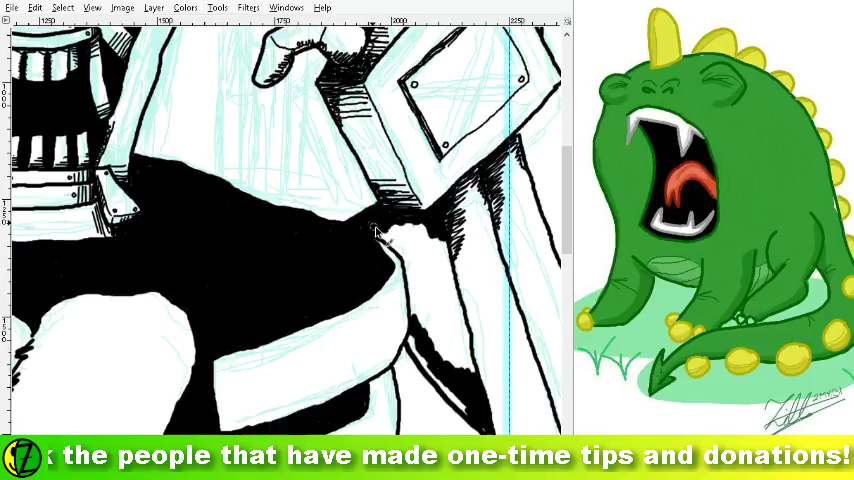 File Edit Select View Image Layer Colors Tools Filters Windows Help
1250 1500 1750 2000 2250
k the people that have made one-time tips and donations!